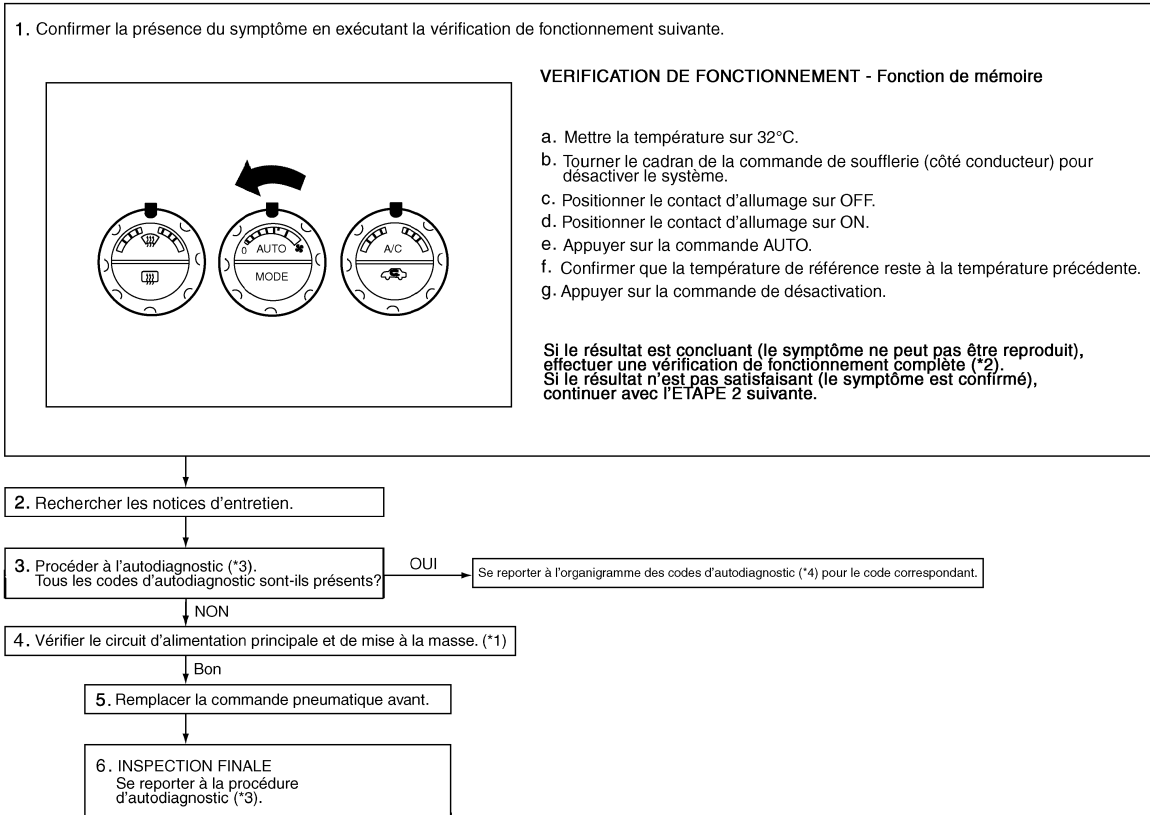 1. Confirmer la présence du symptôme en exécutant la vérification de fonctionnement suivante.
VERIFICATION DE FONCTIONNEMENT - Fonction de mémoire
a. Mettre la température sur 32°C.
b. Tourner le cadran de la commande de soufflerie (côté conducteur) pour
désactiver le système.
c. Positionner le contact d'allumage sur OFF.
d. Positionner le contact d'allumage sur ON.
e. Appuyer sur la commande AUTO.
f. Confirmer que la température de référence reste à la température précédente.
g. Appuyer sur la commande de désactivation.
0
AUTO
MODE
A/C
Si le résultat est concluant (le symptôme ne peut pas être reproduit),
effectuer une vérification de fonctionnement complète (*2).
Si le résultat n'est pas satisfaisant (le symptôme est confirmé),
continuer avec l'ETAPE 2 suivante.
2. Rechercher les notices d'entretien.
3. Procéder à l'autodiagnostic (*3).
Tous les codes d'autodiagnostic sont-ils présents?
OUI
Se reporter à l'organigramme des codes d'autodiagnostic (*4) pour le code correspondant.
NON
4. Vérifier le circuit d'alimentation principale et de mise à la masse. (*1)
Bon
5. Remplacer la commande pneumatique avant.
6. INSPECTION FINALE
Se reporter à la procédure
d'autodiagnostic (*3).